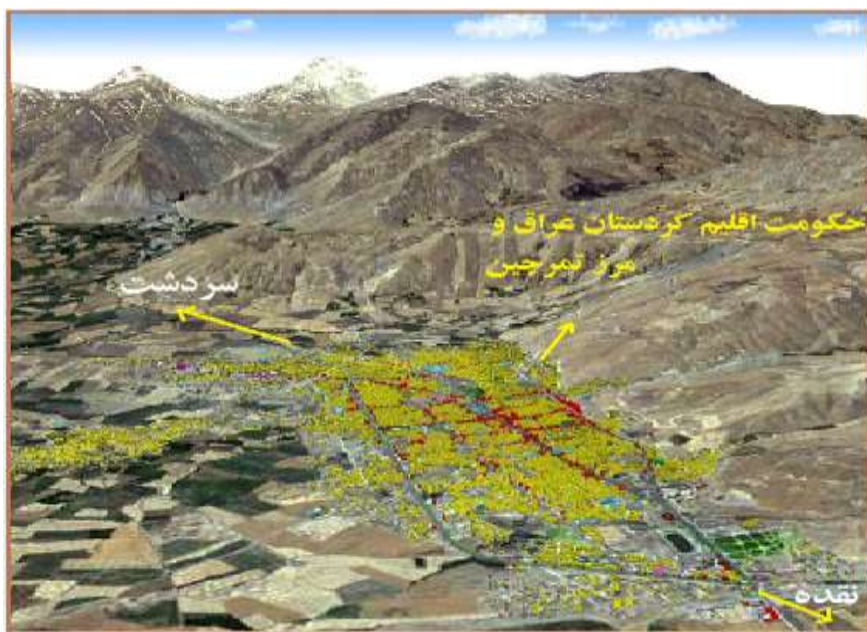 حکومت اقلیم کردستان عراق و
مرز تمرچین
سردشت
نقده